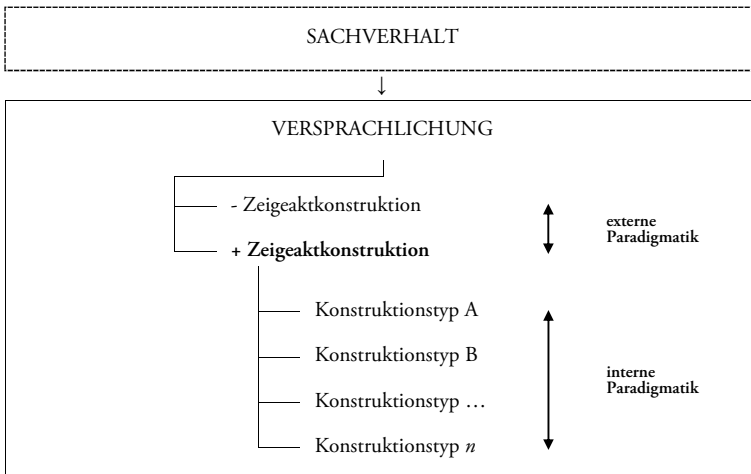 SACHVERHALT
↓
VERSPRACHLICHUNG
- Zeigeaktkonstruktion
+ Zeigeaktkonstruktion
externe
Paradigmatik
Konstruktionstyp A
Konstruktionstyp B
Konstruktionstyp …
Konstruktionstyp n
interne
Paradigmatik